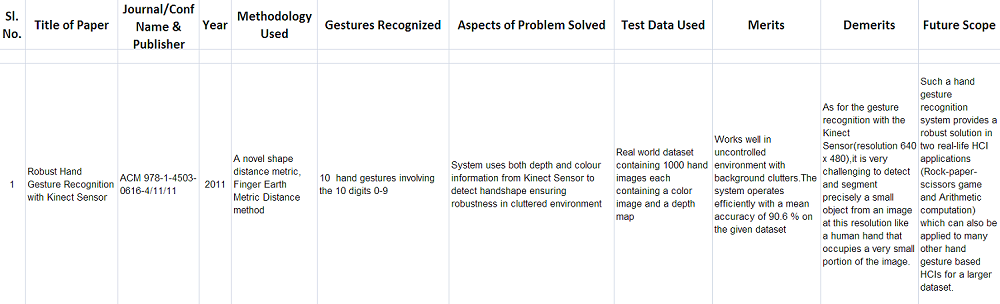 Sl. No.
Title of Paper
Journal/Conf
Name &
Publisher
Year
Methodology
Used
Gestures Recognized
Aspects of Problem Solved
Test Data Used
Merits
Demerits
Future Scope
1
Robust Hand
Gesture Recognition
with Kinect Sensor
ACM 978-1-4503-
0616-4/11/11
2011
A novel shape
distance metric,
Finger Earth
Metric Distance
method
10 hand gestures involving
the 10 digits 0-9
System uses both depth and colour
information from Kinect Sensor to
detect handshape ensuring
robustness in cluttered environment
Real world dataset
containing 1000 hand
images each
containing a color
image and a depth
map
Works well in
uncontrolled
environment with
background clutters.The
system operates
efficiently with a mean
accuracy of 90.6 % on
the given dataset
As for the gesture
recognition with the
Kinect
Sensor(resolution 640
x 480),it is very
challenging to detect
and segment
precisely a small
object from an image
at this resolution like
a human hand that
occupies a very small
portion of the image.
Such a hand
gesture
recognition
system provides a
robust solution in
two real-life HCI
applications
(Rock-paper-
scissors game
and Arithmetic
computation)
which can also be
applied to many
other hand
gesture based
HCIs for a larger
dataset.